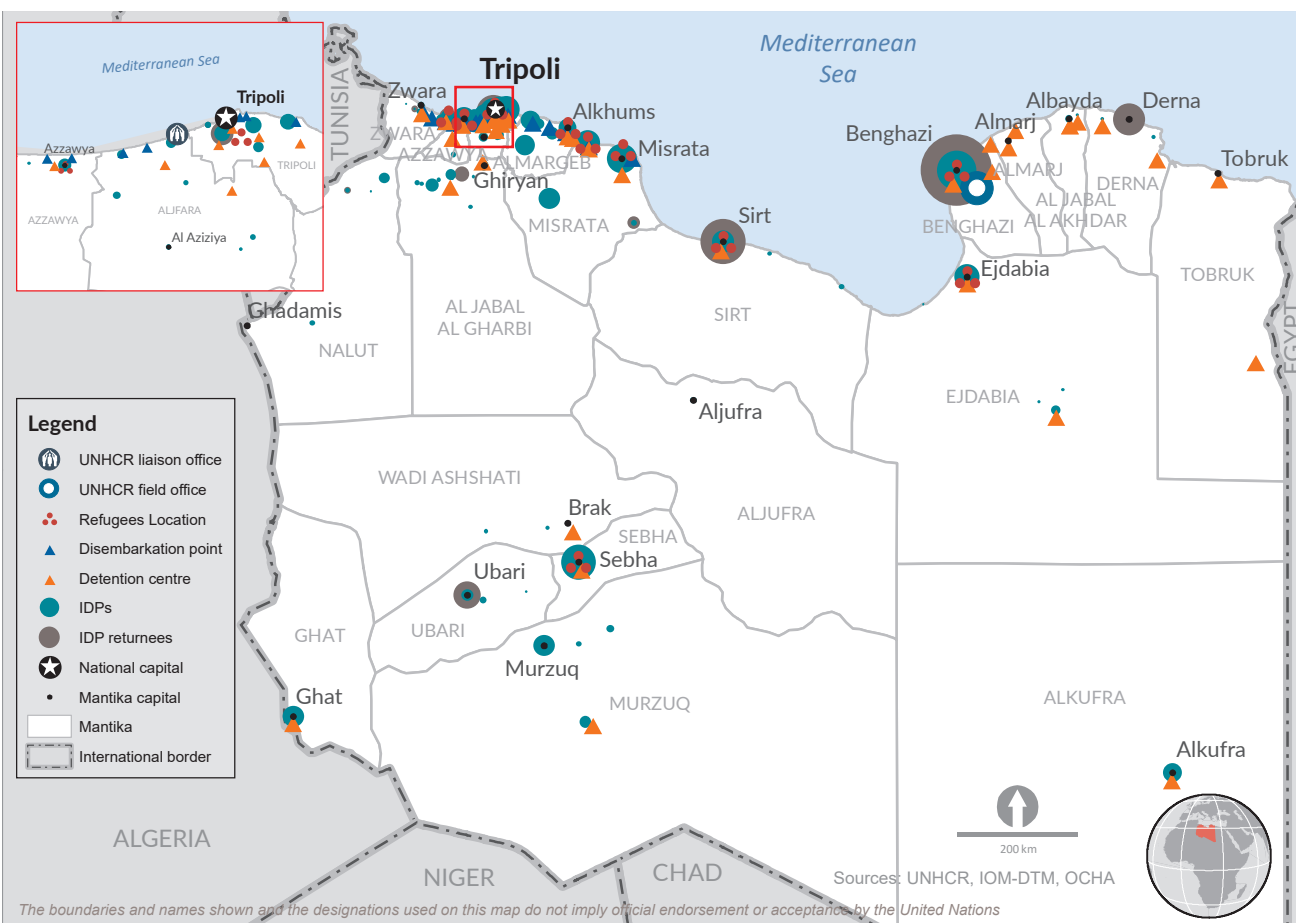 Mediterranean Sea
Tripoli
Azzawya
TRIPOLI
AZZAWYA
ALJFARA
Al Aziziya
TUNISIA
Mediterranean
Sea
Tripoli
Zwara
Alkhums
ZWARA
AZZAWYA
ALMARGEB
Misrata
Ghiryan
MISRATA
Albayda
Derna
Almarj
Benghazi
ALMARJ
Tobruk
DERNA
AL JABAL
AL AKHDAR
BENGHAZI
Sirt
Ejdabia
TOBRUK
Ghadamis
AL JABAL
AL GHARBI
SIRT
NALUT
EGYPT
EJDABIA
Aljufra
Legend
UNHCR liaison office
UNHCR field office
Refugees Location
Disembarkation point
Detention centre
IDPs
IDP returnees
National capital
Mantika capital
Mantika
International border
WADI ASHSHATI
Brak
ALJUFRA
SEBHA
Sebha
Ubari
UBARI
GHAT
Murzuq
Ghat
MURZUQ
ALKUFRA
Alkufra
ALGERIA
200 km
NIGER
CHAD
Sources: UNHCR, IOM-DTM, OCHA
The boundaries and names shown and the designations used on this map do not imply official endorsement or acceptance by the United Nations